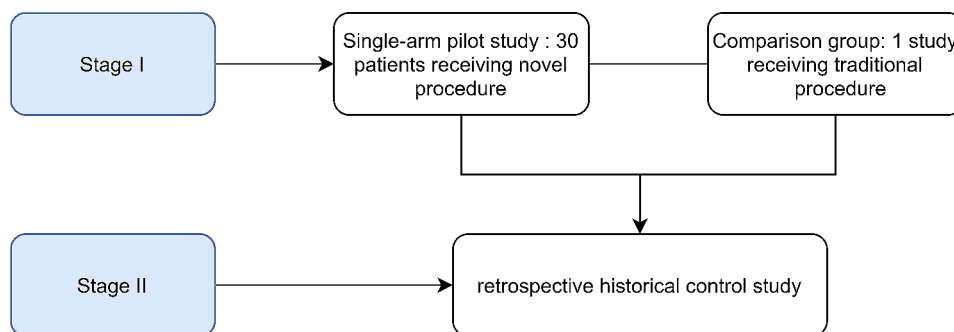 Stage I
Single-arm pilot study : 30
patients receiving novel
procedure
Comparison group: 1 study
receiving traditional
procedure
Stage II
retrospective historical control study